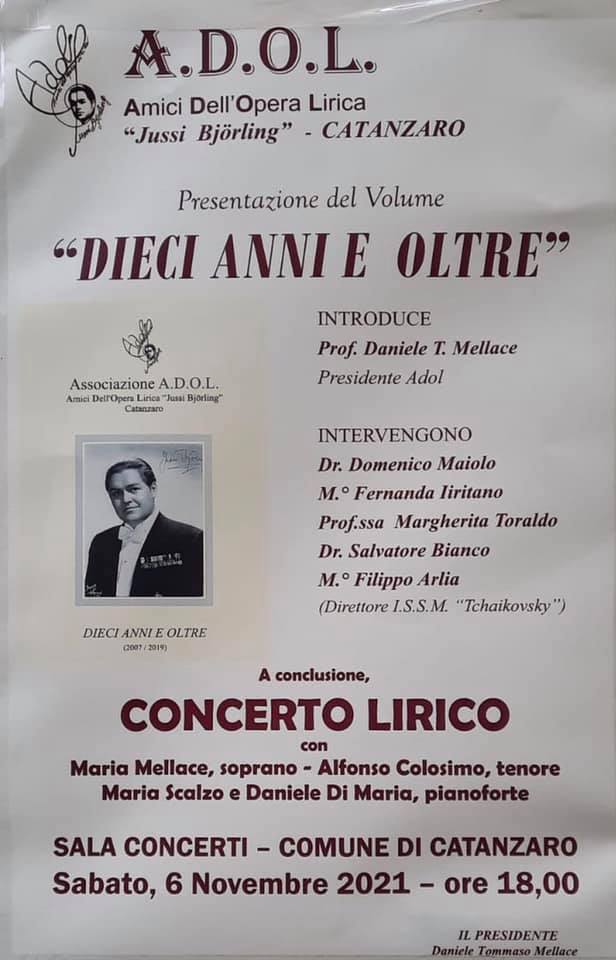 A.D.O.L.
Amici Dell'Opera Lirica
"Jussi Björling" - CATANZARO
Presentazione del Volume
"DIECI ANNI E OLTRE"
INTRODUCE
Prof. Daniele T. Mellace
Presidente Adol
INTERVENGONO
Dr. Domenico Maiolo
M.° Fernanda Iiritano
Prof.ssa Margherita Toraldo
Dr. Salvatore Bianco
M.° Filippo Arlia
(Direttore I.S.S.M. "Tchaikovsky")
Associazione A.D.O.L.
Amici Dell'Opera Lirica "Jussi Björling"
Catanzaro
DIECI ANNI E OLTRE
(2007 / 2019)
A conclusione,
CONCERTO LIRICO
con
Maria Mellace, soprano - Alfonso Colosimo, tenore
Maria Scalzo e Daniele Di Maria, pianoforte
SALA CONCERTI – COMUNE DI CATANZARO
Sabato, 6 Novembre 2021 – ore 18,00
IL PRESIDENTE
Daniele Tommaso Mellace